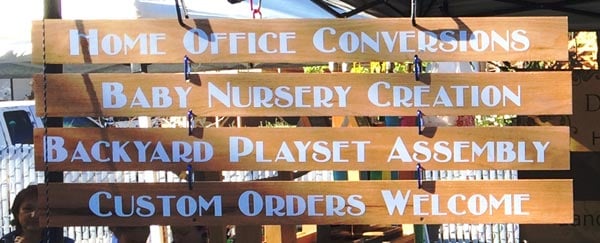 Home Office Conversions
Baby Nursery Creation
Backyard Playset Assembly
Custom Orders Welcome